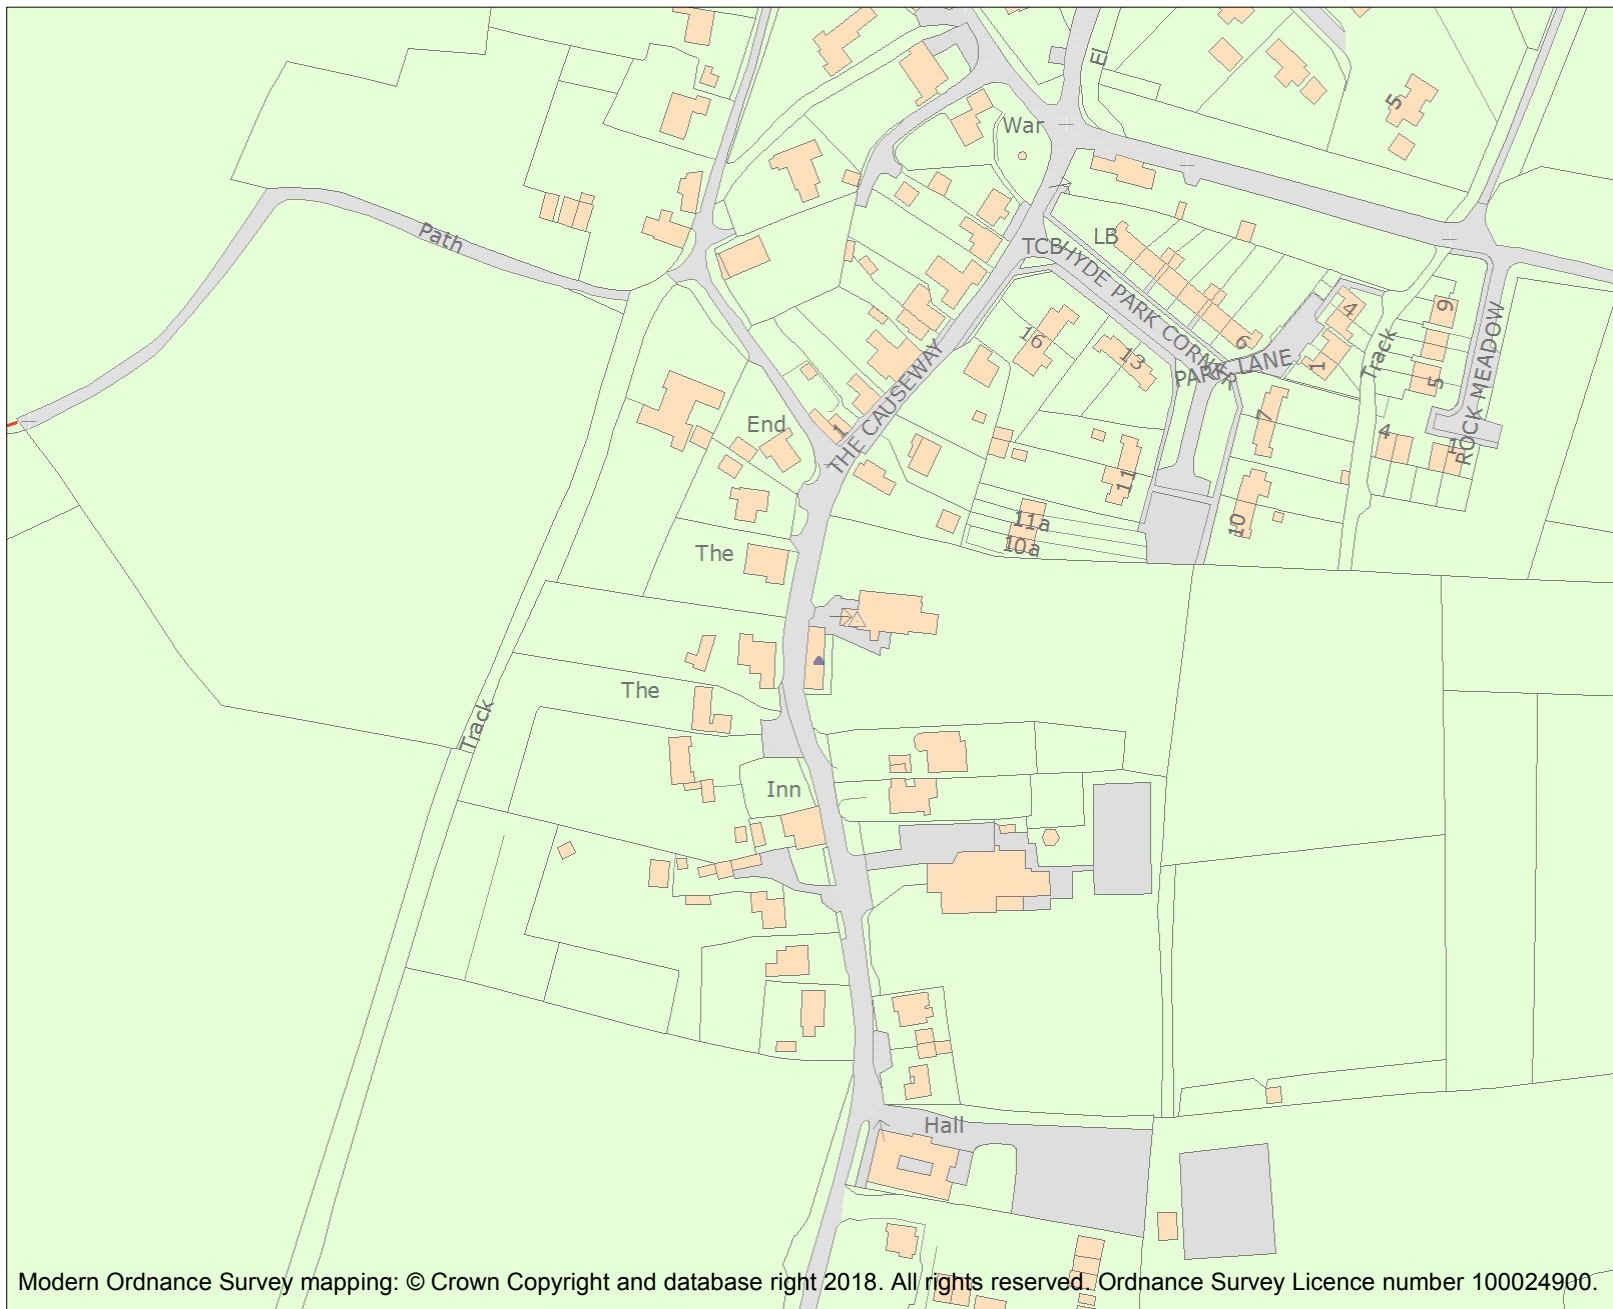 El
5
War
Path
TCB
LB
HYDE PARK CORNER
4
9
16
13
6
1
Track
5
PARK LANE
ROCK MEADOW
THE CAUSEWAY
End
1
7
4
1
11
10
11a
10a
The
The
Track
Inn
Hall
Modern Ordnance Survey mapping: © Crown Copyright and database right 2018. All rights reserved. Ordnance Survey Licence number 100024900.